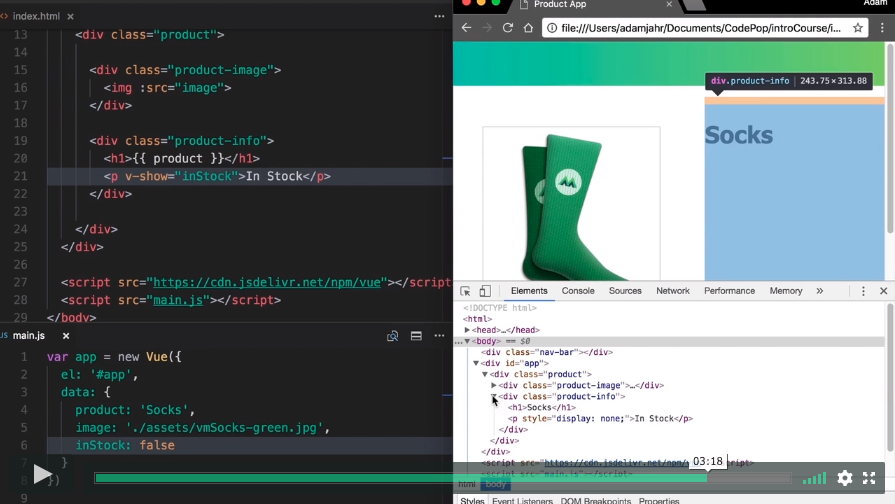 index.html ×
13 <div class="product">
14
15 <div class="product-image">
16 <img :src="image">
17 </div>
18
19 <div class="product-info">
20 <h1>{{ product }}</h1>
21 <p v-show="inStock">In Stock</p>
22 </div>
23
24 </div>
25 </div>
26
27 <script src="https://cdn.jsdelivr.net/npm/vue"></script
28 <script src="main.js"></script>
29 </body>
JS main.js ×
1 var app = new Vue({
2 el: '#app',
3 data: {
4 product: 'Socks',
5 image: './assets/vmSocks-green.jpg',
6 inStock: false
7 }
8 })
9
Product App × Adam
file:///Users/adamjahr/Documents/CodePop/introCourse/i...
div.product-info | 243.75×313.88
Socks
Elements Console Sources Network Performance Memory »
<!DOCTYPE html>
<html>
<head>…</head>
<body> == $0
<div class="nav-bar"></div>
<div id="app">
<div class="product">
<div class="product-image">…</div>
<div class="product-info">
<h1>Socks</h1>
<p style="display: none;">In Stock</p>
</div>
</div>
</div>
<script src="https://cdn.jsdelivr.net/npm/ script>
03:18
<script src="main.js"></script>
html body
Styles Event Listeners DOM Breakpoints Properties